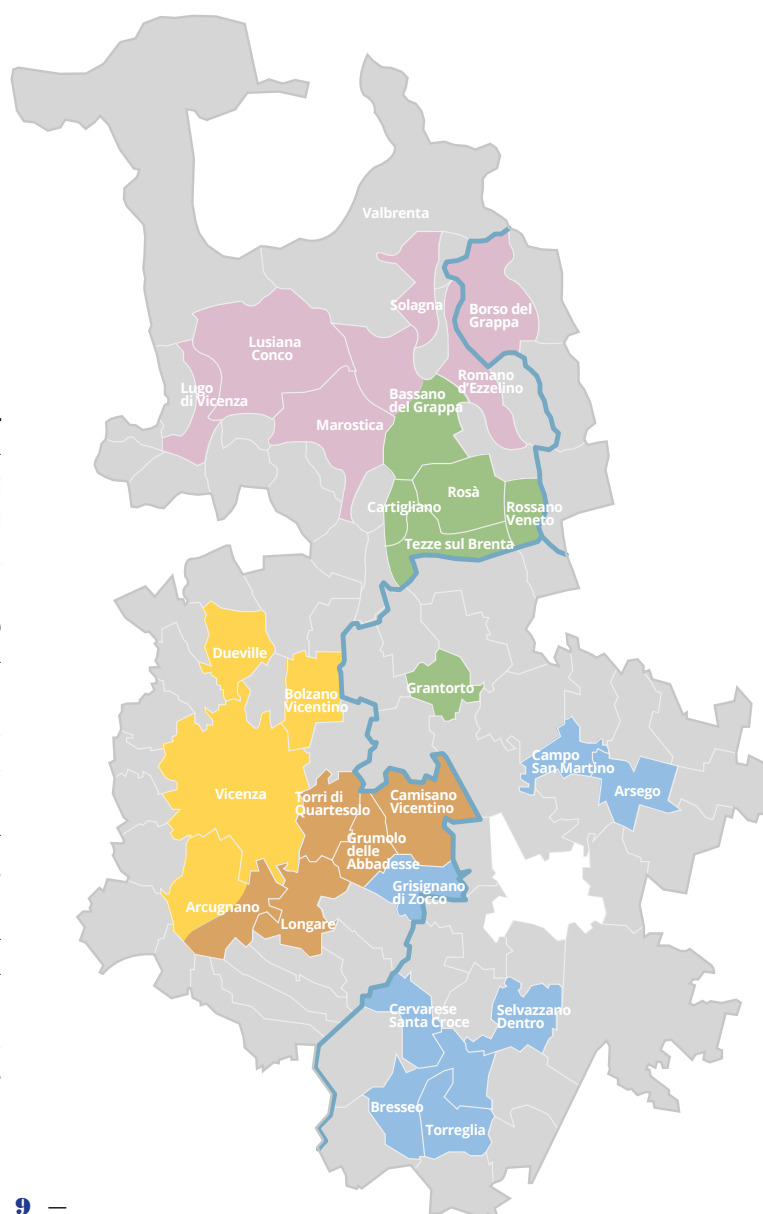 Valbrenta
Solagna
Borso del
Grappa
Lusiana
Conco
Lugo
di Vicenza
Romano
d'Ezzelino
Bassano
del Grappa
Marostica
Rosà
Cartigliano
Rossano
Veneto
Tezze sul Brenta
Dueville
Bolzano
Vicentino
Grantorto
Campo
San Martino
Arsego
Vicenza
Torri di
Quartesolo
Camisano
Vicentino
Grumolo
delle
Abbadesse
Grisignano
di Zocco
Arcugnano
Longare
Cervarese
Santa Croce
Selvazzano
Dentro
Bresseo
Torreglia
9 —